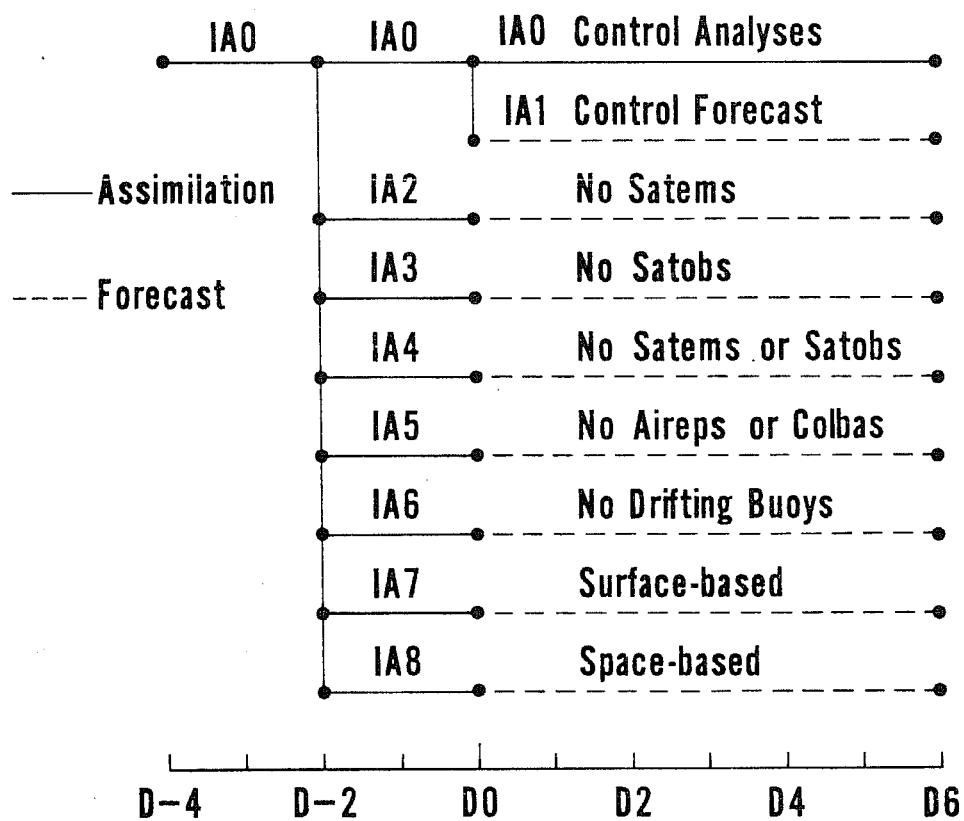 IA0 IA0 IA0 Control Analyses
IA1 Control Forecast
Assimilation
IA2 No Satems
IA3 No Satobs
Forecast
IA4 No Satems or Satobs
IA5 No Aireps or Colbas
IA6 No Drifting Buoys
IA7 Surface-based
IA8 Space-based
D-4 D-2 D0 D2 D4 D6